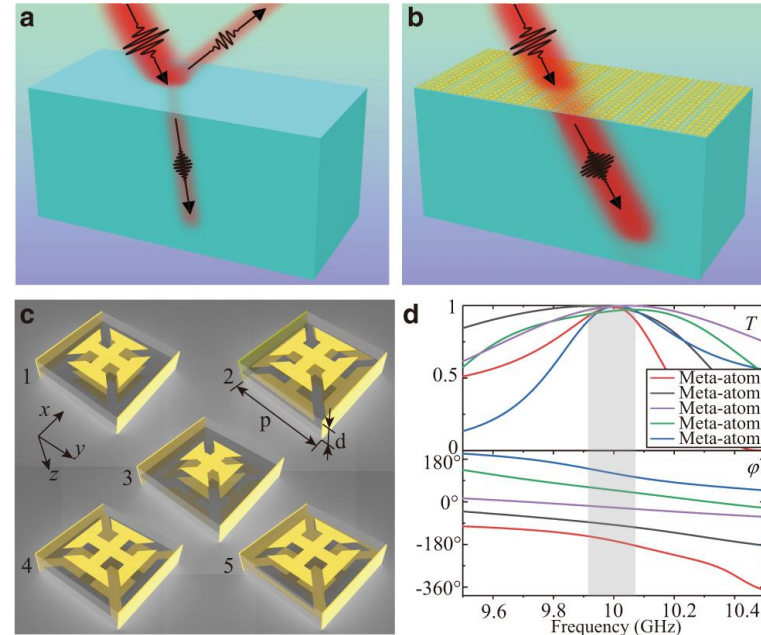 a
b
c
1
2
p
d
x
y
z
3
4
5
d
1
T
0.5
Meta-atom
Meta-atom
Meta-atom
Meta-atom
Meta-atom
0
180°
φ
0°
-180°
-360°
9.6 9.8 10 10.2 10.4
Frequency (GHz)